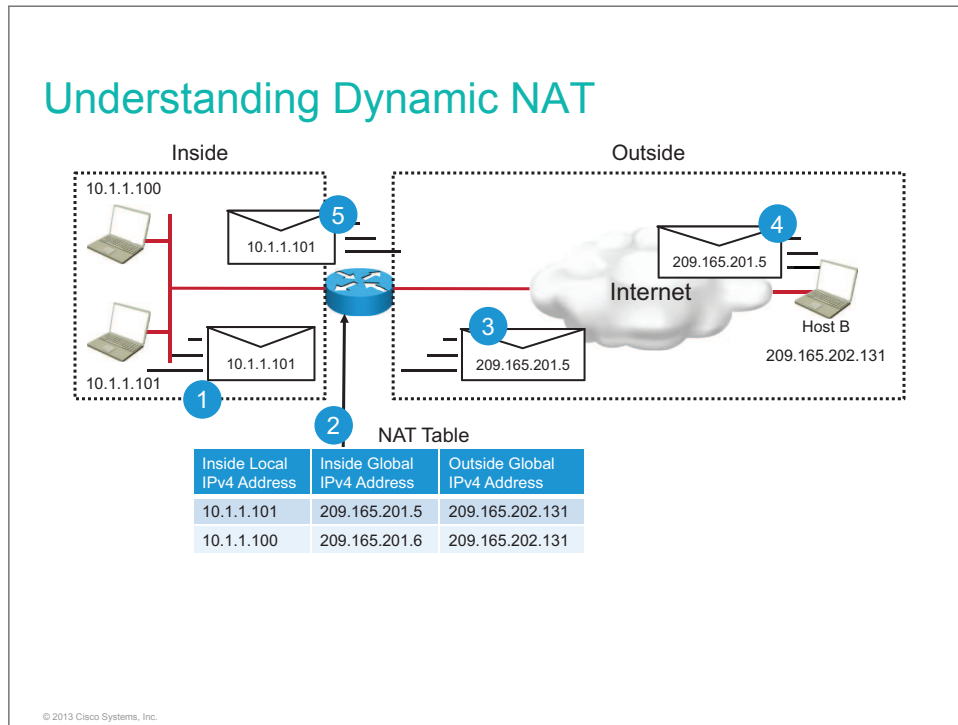 Understanding Dynamic NAT
Inside
Outside
10.1.1.100
5
10.1.1.101
4
209.165.201.5
Internet
Host B
209.165.202.131
3
209.165.201.5
10.1.1.101
10.1.1.101
1
2
NAT Table
Inside Local IPv4 Address
Inside Global IPv4 Address
Outside Global IPv4 Address
10.1.1.101 209.165.201.5 209.165.202.131
10.1.1.100 209.165.201.6 209.165.202.131
© 2013 Cisco Systems, Inc.